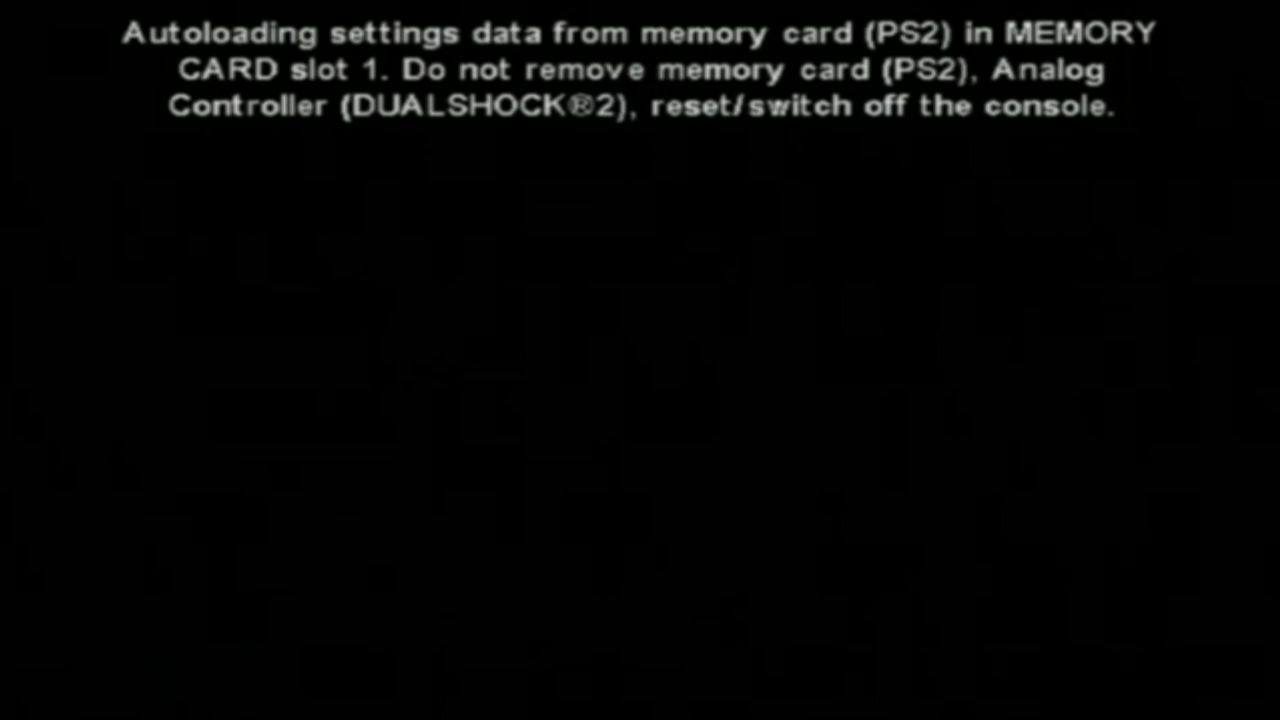 Autoloading settings data from memory card (PS2) in MEMORY
CARD slot 1. Do not remove memory card (PS2), Analog
Controller (DUALSHOCK®2), reset/switch off the console.